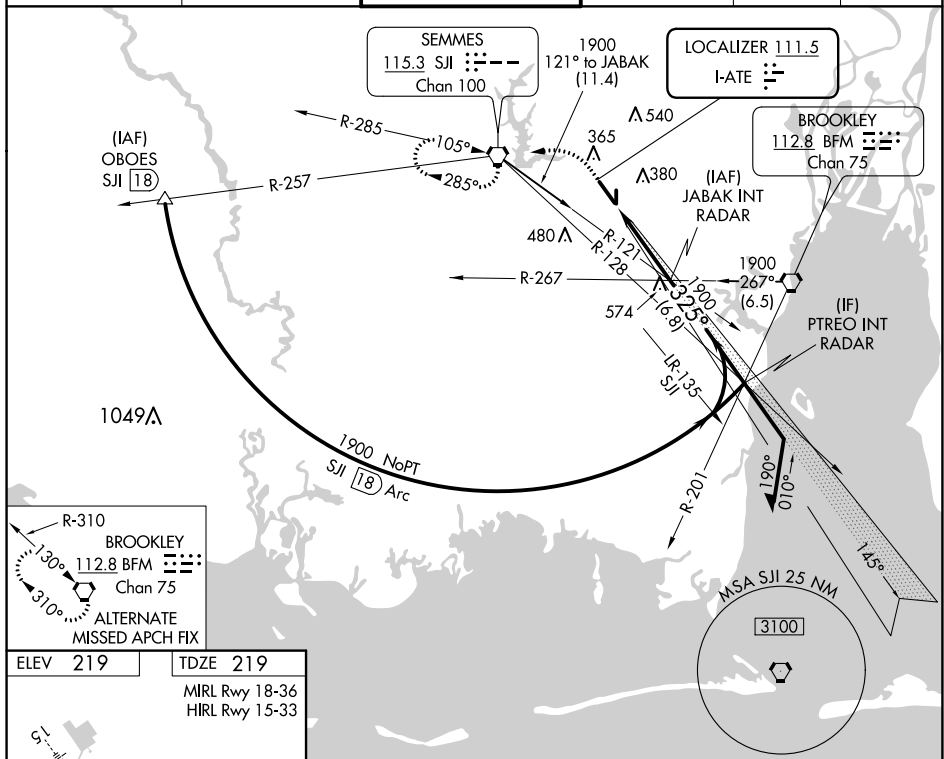 SEMMES
115.3 SJI
Chan 100
1900
121° to JABAK
(11.4)
LOCALIZER 111.5
I-ATE
BROOKLEY
112.8 BFM
Chan 75
R-285
105°
285°
365
540
380
(IAF)
OBOES
SJI 18
R-257
(IAF)
JABAK INT
RADAR
480
R-121
R-128
R-267
1900
267°
(6.5)
574
1900
(6.8)
325°
(IF)
PTREO INT
RADAR
LR-135
SJI
1049
1900 NoPT
SJI 18 Arc
R-201
190°
010°
145°
R-310
130°
310°
BROOKLEY
112.8 BFM
Chan 75
ALTERNATE
MISSED APCH FIX
MSA SJI 25 NM
3100
ELEV 219
TDZE 219
MIRL Rwy 18-36
HIRL Rwy 15-33
15